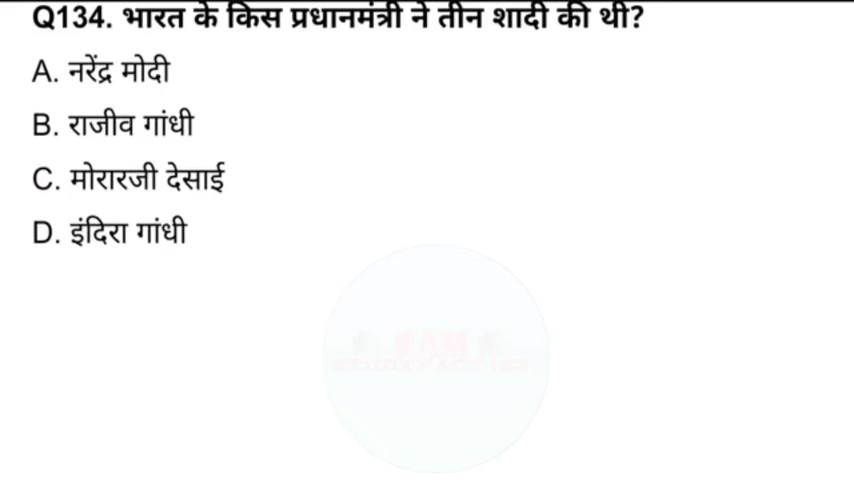 Q134. भारत के किस प्रधानमंत्री ने तीन शादी की थी?
A. नरेंद्र मोदी
B. राजीव गांधी
C. मोरारजी देसाई
D. इंदिरा गांधी